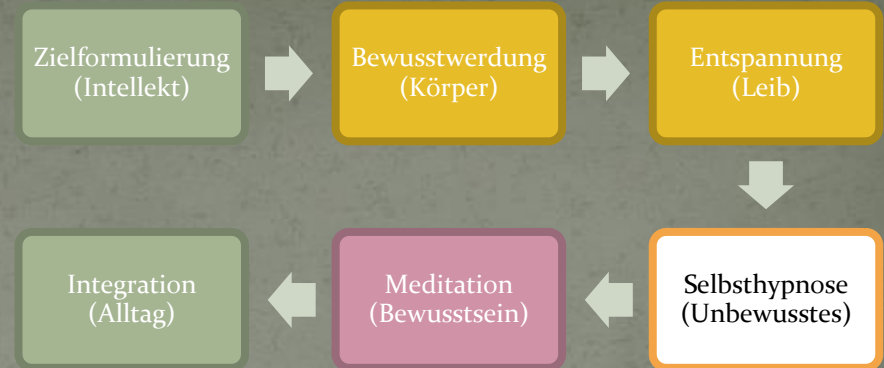 Zielformulierung
(Intellekt)
Bewusstwerdung
(Körper)
Entspannung
(Leib)
Selbsthypnose
(Unbewusstes)
Meditation
(Bewusstsein)
Integration
(Alltag)